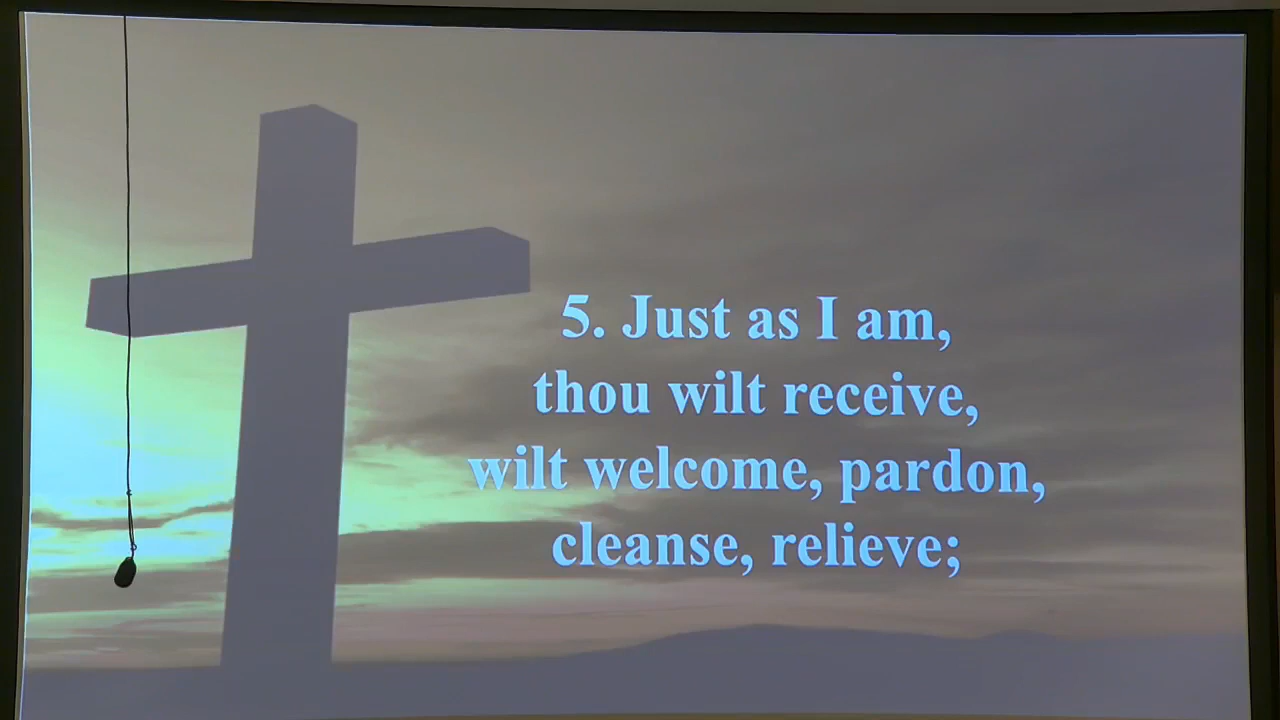 5. Just as I am,
thou wilt receive,
wilt welcome, pardon,
cleanse, relieve;